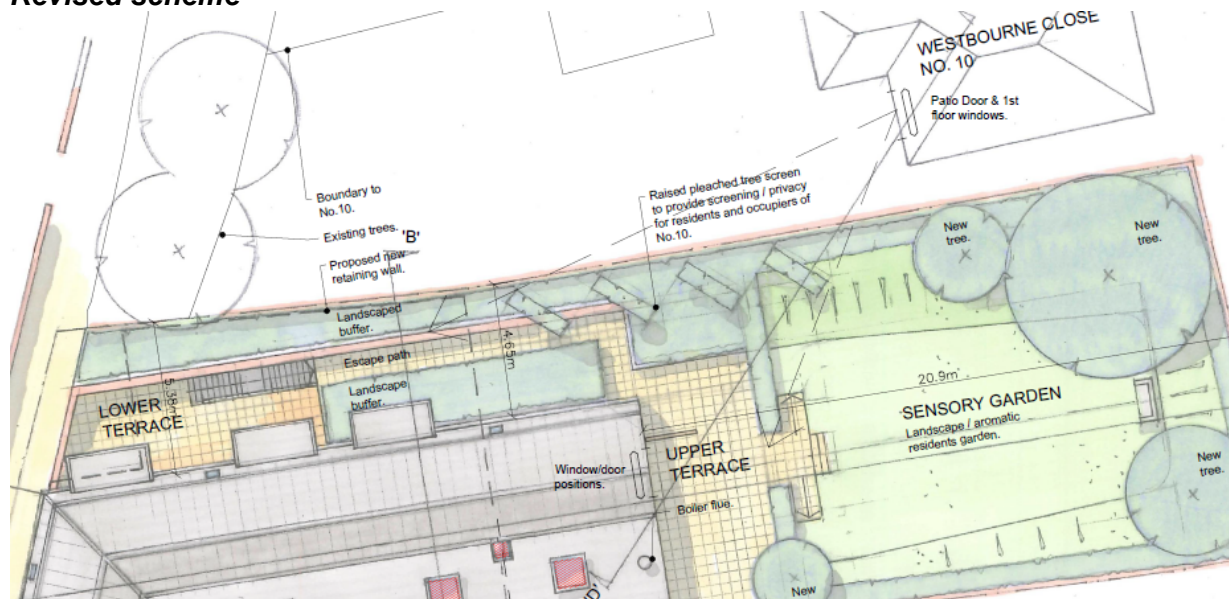 Revised scheme
WESTBOURNE CLOSE
NO. 10
Patio Door & 1st
floor windows.
Boundary to
No.10.
Existing trees.
'B'
Proposed new
retaining wall.
Raised pleached tree screen
to provide screening / privacy
for residents and occupiers of
No.10.
New
tree.
New
tree.
Landscaped
buffer.
Escape path
4.65m
5.38m
Landscape
buffer.
LOWER
TERRACE
20.9m
SENSORY GARDEN
Landscape / aromatic
residents garden.
UPPER
TERRACE
Window/door
positions.
Boiler flue.
New
tree.
New